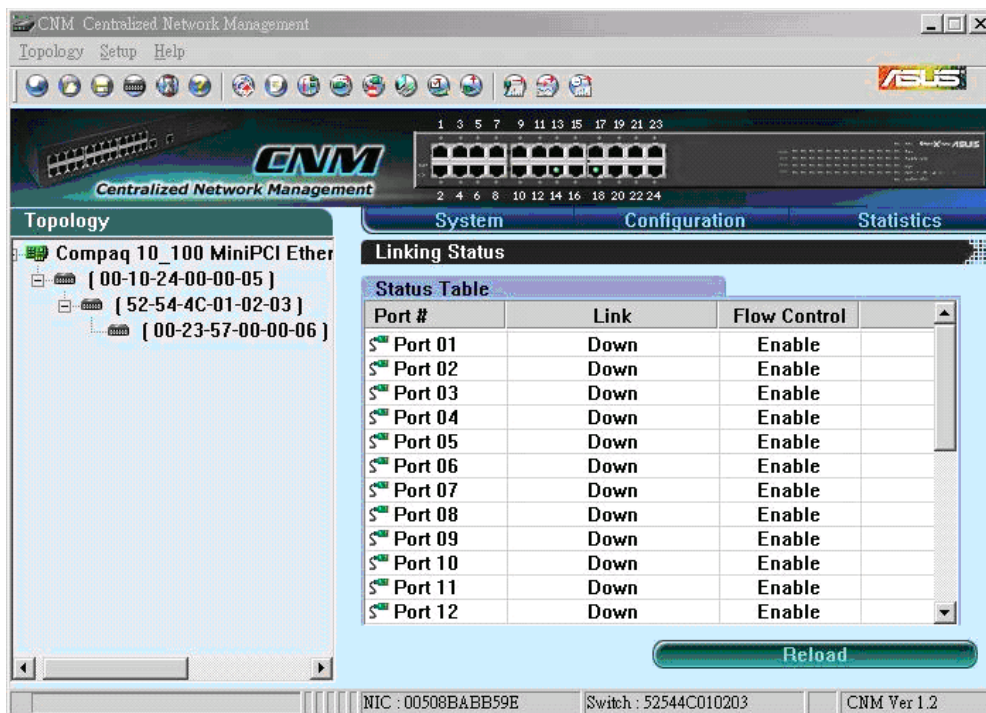 CNM Centralized Network Management
Topology Setup Help
ASUS
1 3 5 7 9 11 13 15 17 19 21 23
CNM
Centralized Network Management
2 4 6 8 10 12 14 16 18 20 22 24
Topology
System Configuration Statistics
Compaq 10_100 MiniPCI Ether
( 00-10-24-00-00-05 )
( 52-54-4C-01-02-03 )
( 00-23-57-00-00-06 )
Linking Status
Status Table
Port # Link Flow Control
Port 01 Down Enable
Port 02 Down Enable
Port 03 Down Enable
Port 04 Down Enable
Port 05 Down Enable
Port 06 Down Enable
Port 07 Down Enable
Port 08 Down Enable
Port 09 Down Enable
Port 10 Down Enable
Port 11 Down Enable
Port 12 Down Enable
Reload
NIC : 00508BABB59E Switch : 52544C010203 CNM Ver 1.2